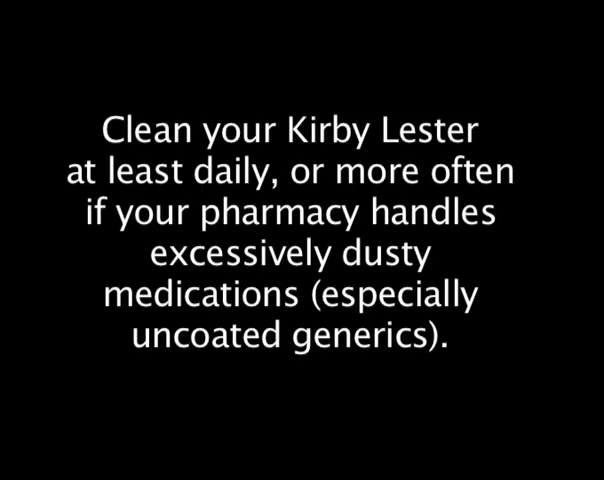 Clean your Kirby Lester
at least daily, or more often
if your pharmacy handles
excessively dusty
medications (especially
uncoated generics).